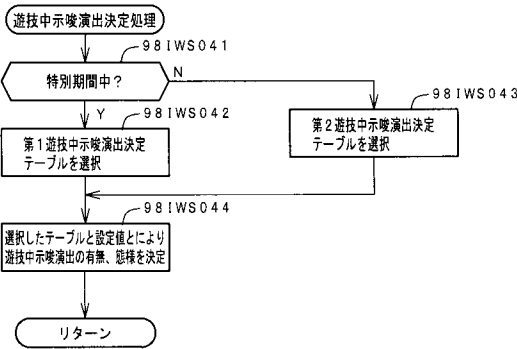 遊技中示唆演出決定処理
98IWS041
特別期間中？
N
98IWS043
Y
98IWS042
第1遊技中示唆演出決定
テーブルを選択
第2遊技中示唆演出決定
テーブルを選択
98IWS044
選択したテーブルと設定値とにより
遊技中示唆演出の有無、態様を決定
リターン